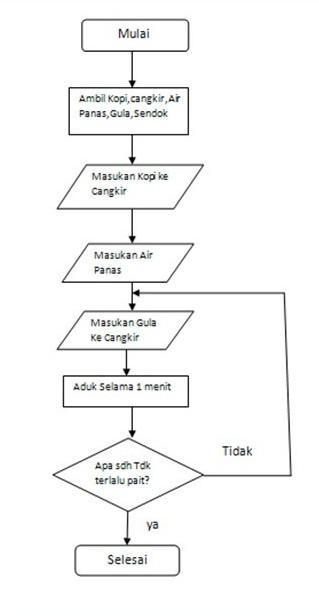 Mulai
Ambil Kopi,cangkir,Air
Panas,Gula,Sendok
Masukan Kopi ke
Cangkir
Masukan Air
Panas
Masukan Gula
Ke Cangkir
Aduk Selama 1 menit
Apa sdh Tdk
terlalu pait?
Tidak
ya
Selesai